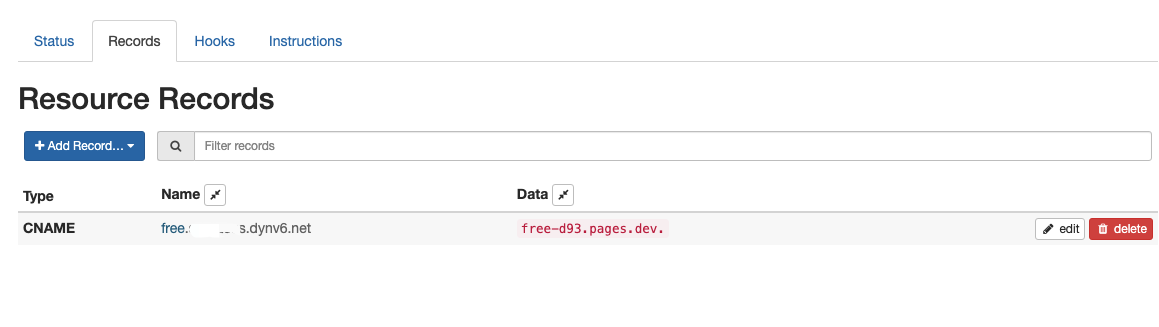 Status Records Hooks Instructions
Resource Records
Add Record... Filter records
Type Name Data
CNAME free. s.dynv6.net free-d93.pages.dev. edit delete